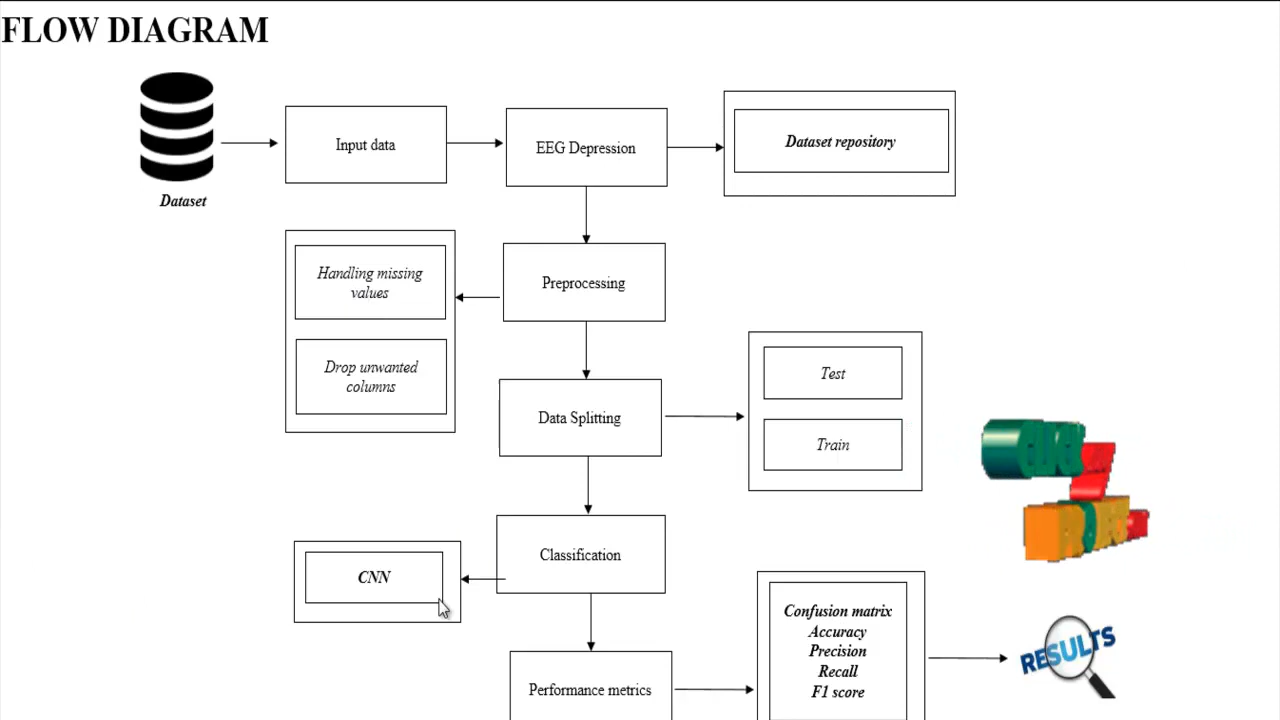 FLOW DIAGRAM
Dataset
Input data
EEG Depression
Dataset repository
Handling missing
values
Drop unwanted
columns
Preprocessing
Data Splitting
Test
Train
Classification
CNN
Performance metrics
Confusion matrix
Accuracy
Precision
Recall
F1 score
RESULTS